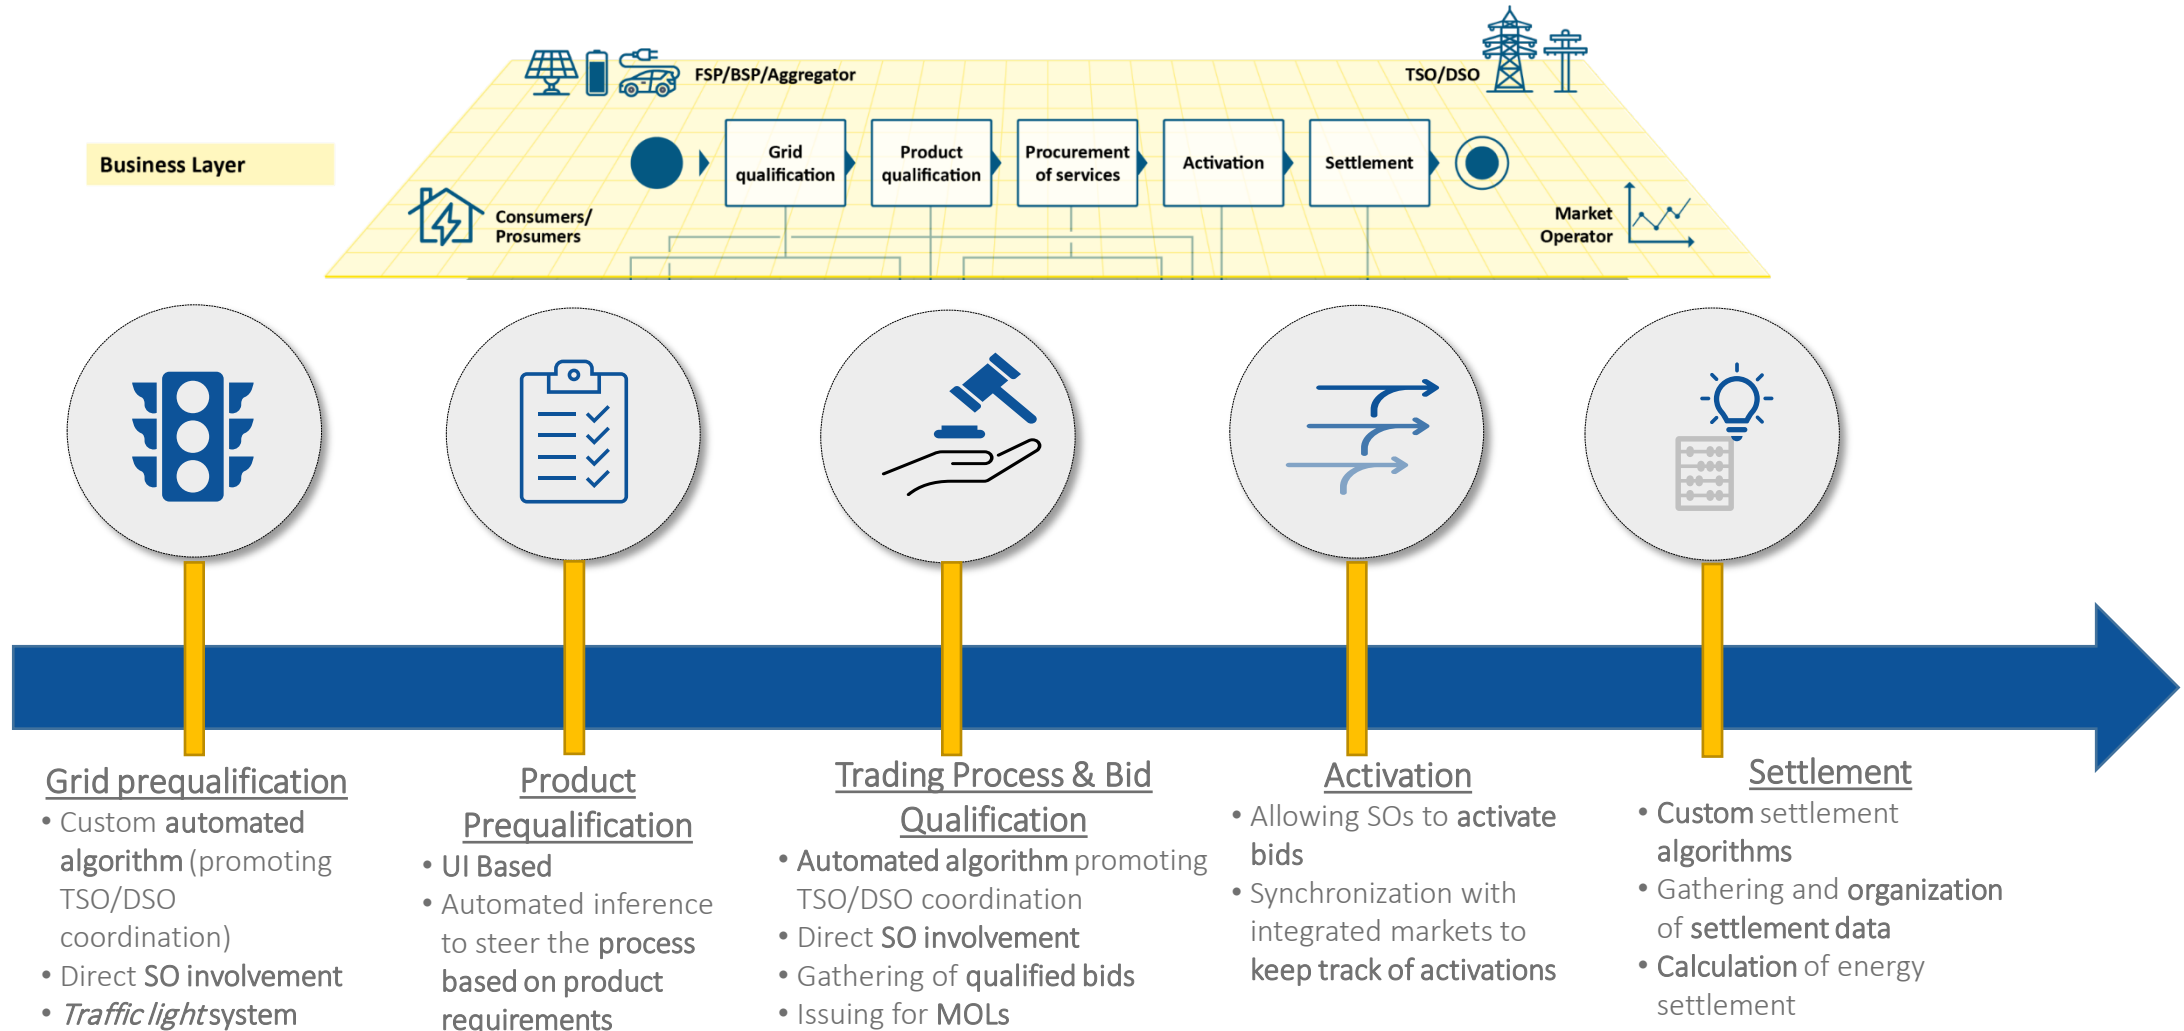 FSP/BSP/Aggregator
TSO/DSO
Business Layer
Grid
qualification
Product
qualification
Procurement
of services
Activation
Settlement
Consumers/
Prosumers
Market
Operator
Grid prequalification
• Custom automated
algorithm (promoting
TSO/DSO
coordination)
• Direct SO involvement
• Traffic light system
Product
Prequalification
• UI Based
• Automated inference
to steer the process
based on product
requirements
Trading Process & Bid
Qualification
• Automated algorithm promoting
TSO/DSO coordination
• Direct SO involvement
• Gathering of qualified bids
• Issuing for MOLs
Activation
• Allowing SOs to activate
bids
• Synchronization with
integrated markets to
keep track of activations
Settlement
• Custom settlement
algorithms
• Gathering and organization
of settlement data
• Calculation of energy
settlement